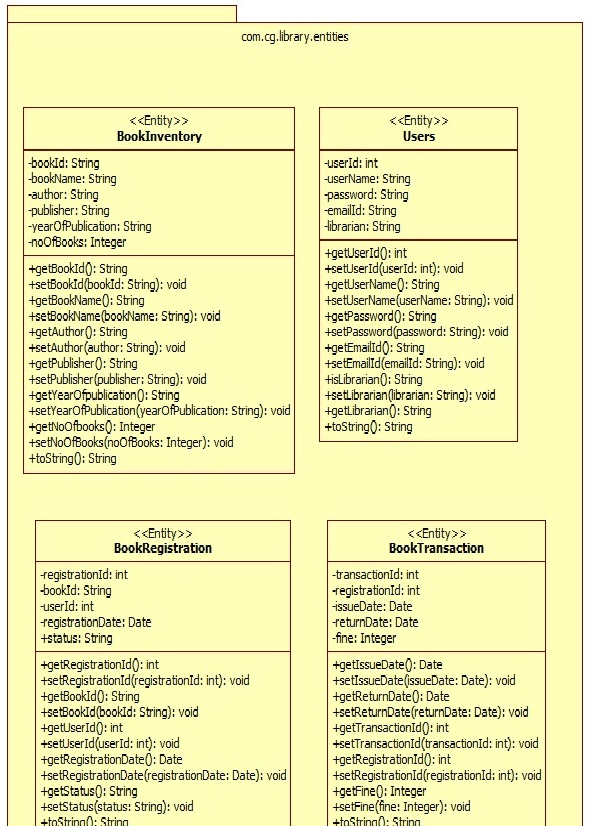 com.cg.library.entities
<<Entity>>
BookInventory
-bookId: String
-bookName: String
-author: String
-publisher: String
-yearOfPublication: String
-noOfBooks: Integer
+getBookId(): String
+setBookId(bookId: String): void
+getBookName(): String
+setBookName(bookName: String): void
+getAuthor(): String
+setAuthor(author: String): void
+getPublisher(): String
+setPublisher(publisher: String): void
+getYearOfpublication(): String
+setYearOfPublication(yearOfPublication: String): void
+getNoOfbooks(): Integer
+setNoOfBooks(noOfBooks: Integer): void
+toString(): String
<<Entity>>
Users
-userId: int
-userName: String
-password: String
-emailId: String
-librarian: String
+getUserId(): int
+setUserId(userId: int): void
+getUserName(): String
+setUserName(userName: String): void
+getPassword(): String
+setPassword(password: String): void
+getEmailId(): String
+setEmailId(emailId: String): void
+isLibrarian(): String
+setLibrarian(librarian: String): void
+getLibrarian(): String
+toString(): String
<<Entity>>
BookRegistration
-registrationId: int
-bookId: String
-userId: int
-registrationDate: Date
+status: String
+getRegistrationId(): int
+setRegistrationId(registrationId: int): void
+getBookId(): String
+setBookId(bookId: String): void
+getUserId(): int
+setUserId(userId: int): void
+getRegistrationDate(): Date
+setRegistrationDate(registrationDate: Date): void
+getStatus(): String
+setStatus(status: String): void
+toString(): String
<<Entity>>
BookTransaction
-transactionId: int
-registrationId: int
-issueDate: Date
-returnDate: Date
-fine: Integer
+getIssueDate(): Date
+setIssueDate(issueDate: Date): void
+getReturnDate(): Date
+setReturnDate(returnDate: Date): void
+getTransactionId(): int
+setTransactionId(transactionId: int): void
+getRegistrationId(): int
+setRegistrationId(registrationId: int): void
+getFine(): Integer
+setFine(fine: Integer): void
+toString(): String